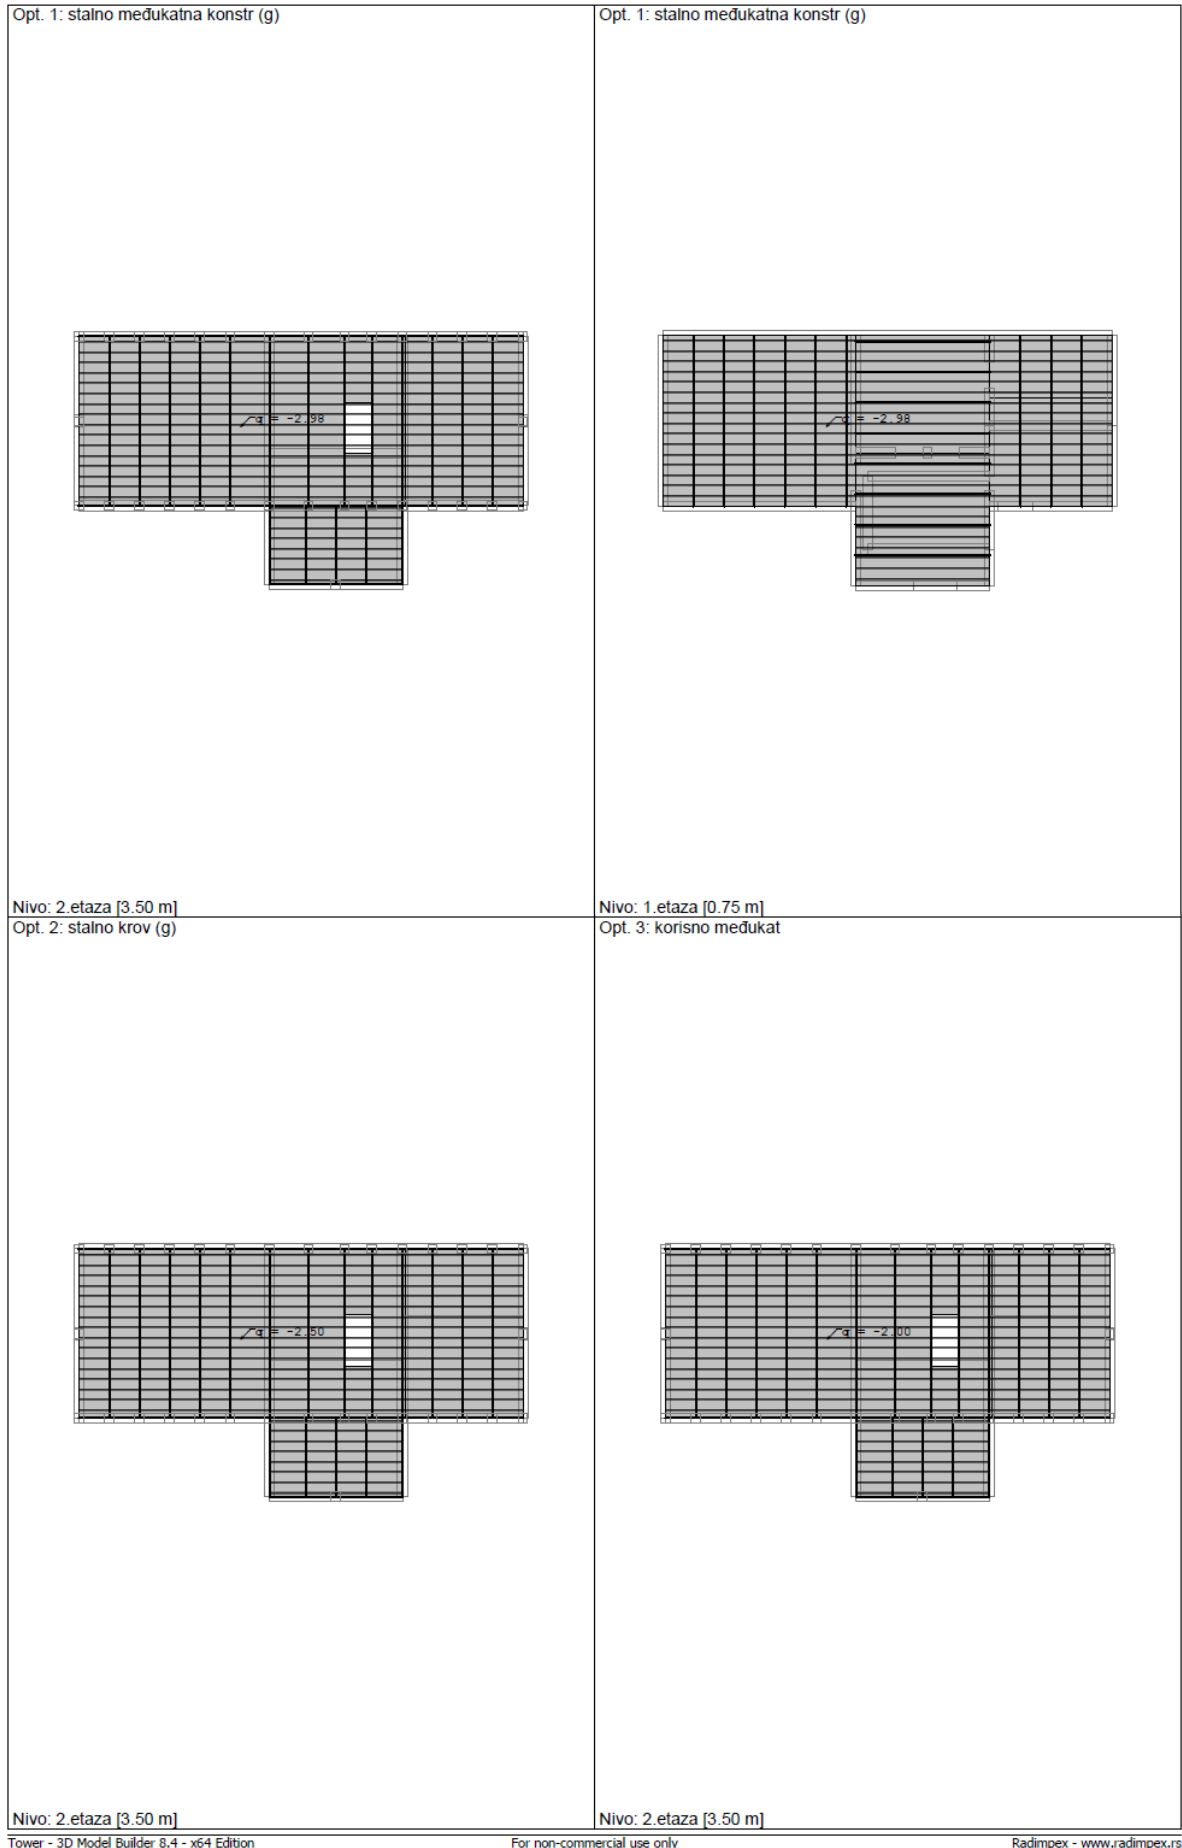 Opt. 1: stalno međukatna konstr (g)
Opt. 1: stalno međukatna konstr (g)
q = -2.98
q = -2.98
Nivo: 2.etaza [3.50 m]
Nivo: 1.etaza [0.75 m]
Opt. 2: stalno krov (g)
Opt. 3: korisno međukat
q = -2.50
q = -2.00
Nivo: 2.etaza [3.50 m]
Nivo: 2.etaza [3.50 m]
Tower - 3D Model Builder 8.4 - x64 Edition
For non-commercial use only
Radimpex - www.radimpex.rs